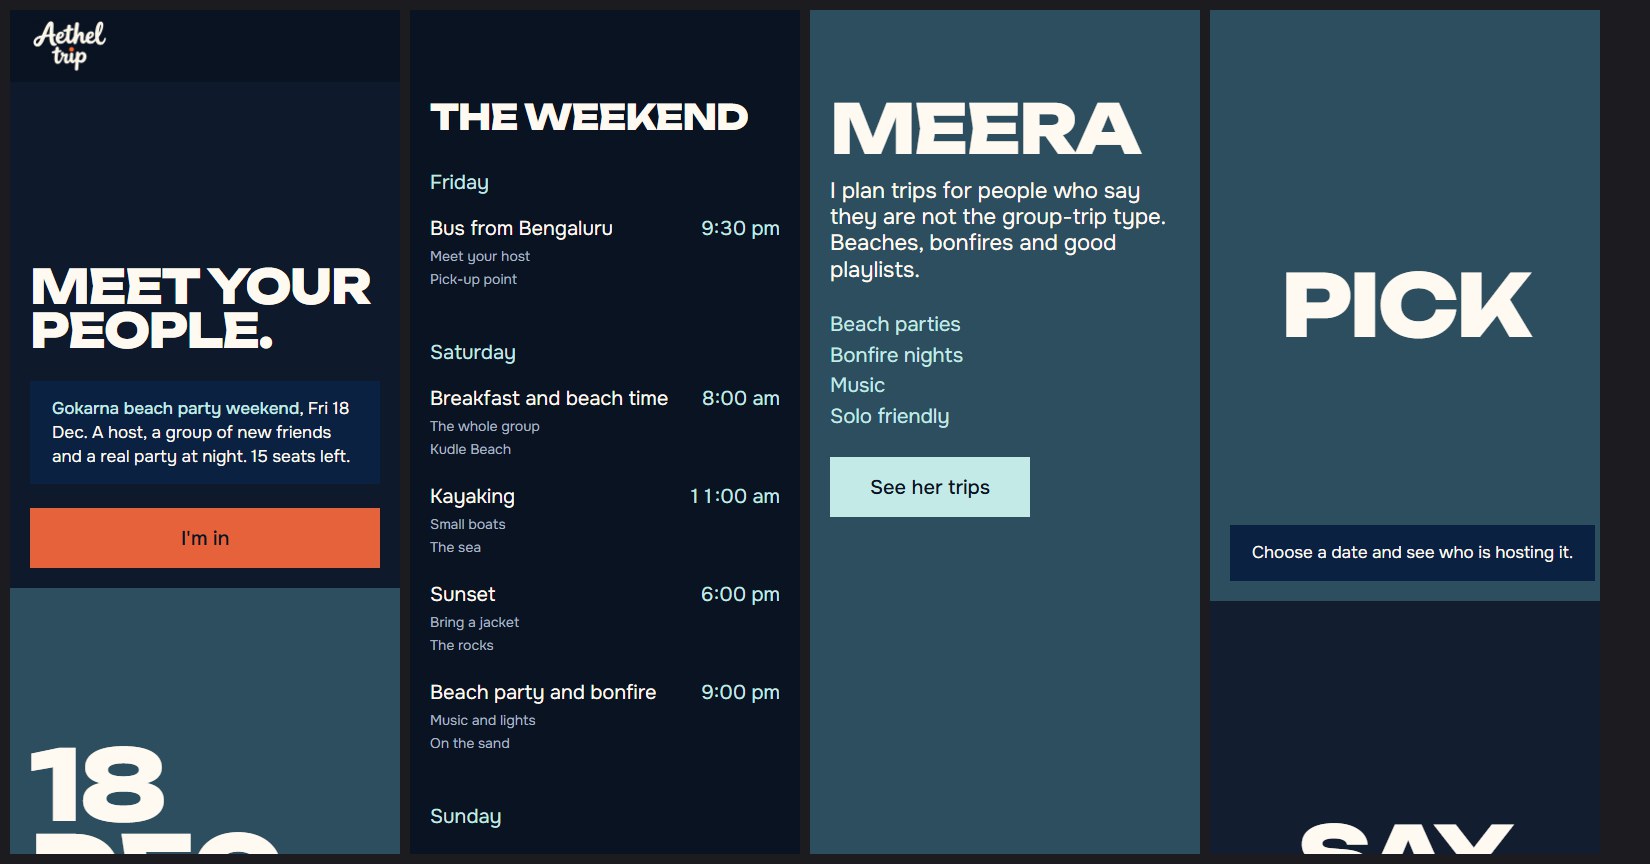 Aethel
trip
MEET YOUR
PEOPLE.
Gokarna beach party weekend, Fri 18
Dec. A host, a group of new friends
and a real party at night. 15 seats left.
I'm in
18
DEC
THE WEEKEND
Friday
Bus from Bengaluru 9:30 pm
Meet your host
Pick-up point
Saturday
Breakfast and beach time 8:00 am
The whole group
Kudle Beach
Kayaking 11:00 am
Small boats
The sea
Sunset 6:00 pm
Bring a jacket
The rocks
Beach party and bonfire 9:00 pm
Music and lights
On the sand
Sunday
MEERA
I plan trips for people who say
they are not the group-trip type.
Beaches, bonfires and good
playlists.
Beach parties
Bonfire nights
Music
Solo friendly
See her trips
PICK
Choose a date and see who is hosting it.
SAY